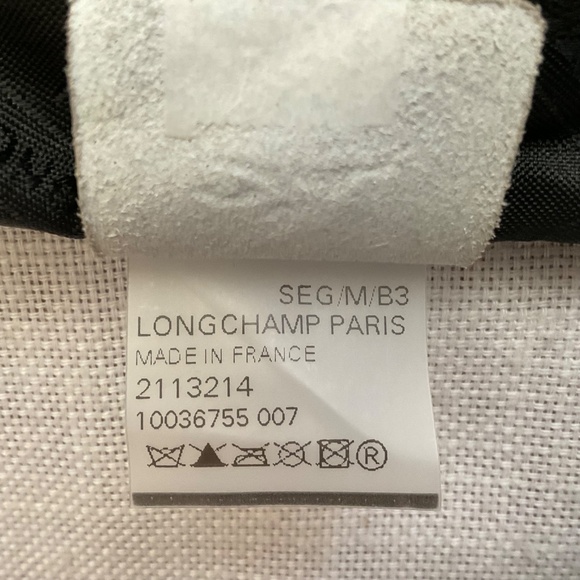 SEG/M/B3
LONGCHAMP PARIS
MADE IN FRANCE
2113214
10036755 007
®